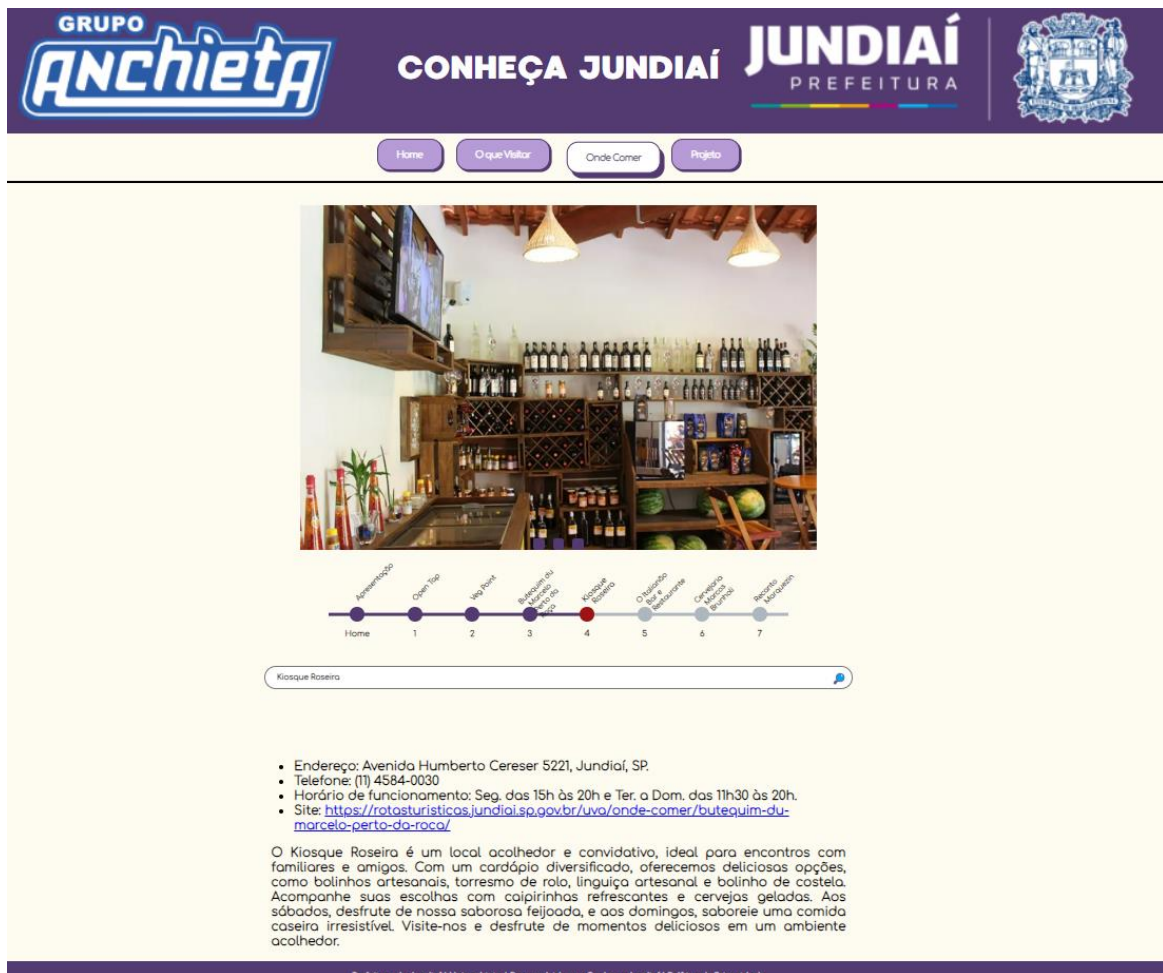 GRUPO
Anchieta
CONHEÇA JUNDIAÍ
JUNDIAÍ
PREFEITURA
Home
O que Visitar
Onde Comer
Projeto
Apresentação
Open Tap
Veg Point
Butequim du
Marcelo
Perto da
Roça
Kiosque
Roseira
O Italianão
Bar e
Restaurante
Cervejaria
Marcos
Brunholi
Recanto
Marquezin
Home 1 2 3 4 5 6 7
Kiosque Roseira
Endereço: Avenida Humberto Cereser 5221, Jundiaí, SP.
Telefone: (11) 4584-0030
Horário de funcionamento: Seg. das 15h às 20h e Ter. a Dom. das 11h30 às 20h.
Site: https://rotasturisticas.jundiai.sp.gov.br/uva/onde-comer/butequim-du-
marcelo-perto-da-roca/
O Kiosque Roseira é um local acolhedor e convidativo, ideal para encontros com
familiares e amigos. Com um cardápio diversificado, oferecemos deliciosas opções,
como bolinhos artesanais, torresmo de rolo, linguiça artesanal e bolinho de costela.
Acompanhe suas escolhas com caipirinhas refrescantes e cervejas geladas. Aos
sábados, desfrute de nossa saborosa feijoada, e aos domingos, saboreie uma comida
caseira irresistível. Visite-nos e desfrute de momentos deliciosos em um ambiente
acolhedor.